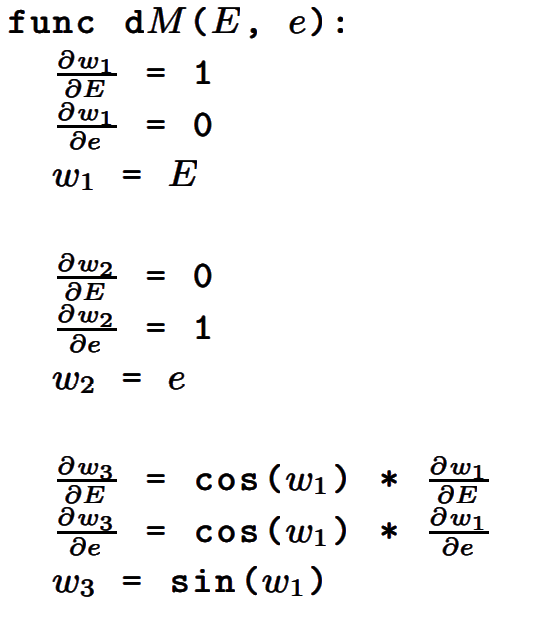 func dM(E, e):
∂w₁/∂E = 1
∂w₁/∂e = 0
w₁ = E
∂w₂/∂E = 0
∂w₂/∂e = 1
w₂ = e
∂w₃/∂E = cos(w₁) * ∂w₁/∂E
∂w₃/∂e = cos(w₁) * ∂w₁/∂e
w₃ = sin(w₁)